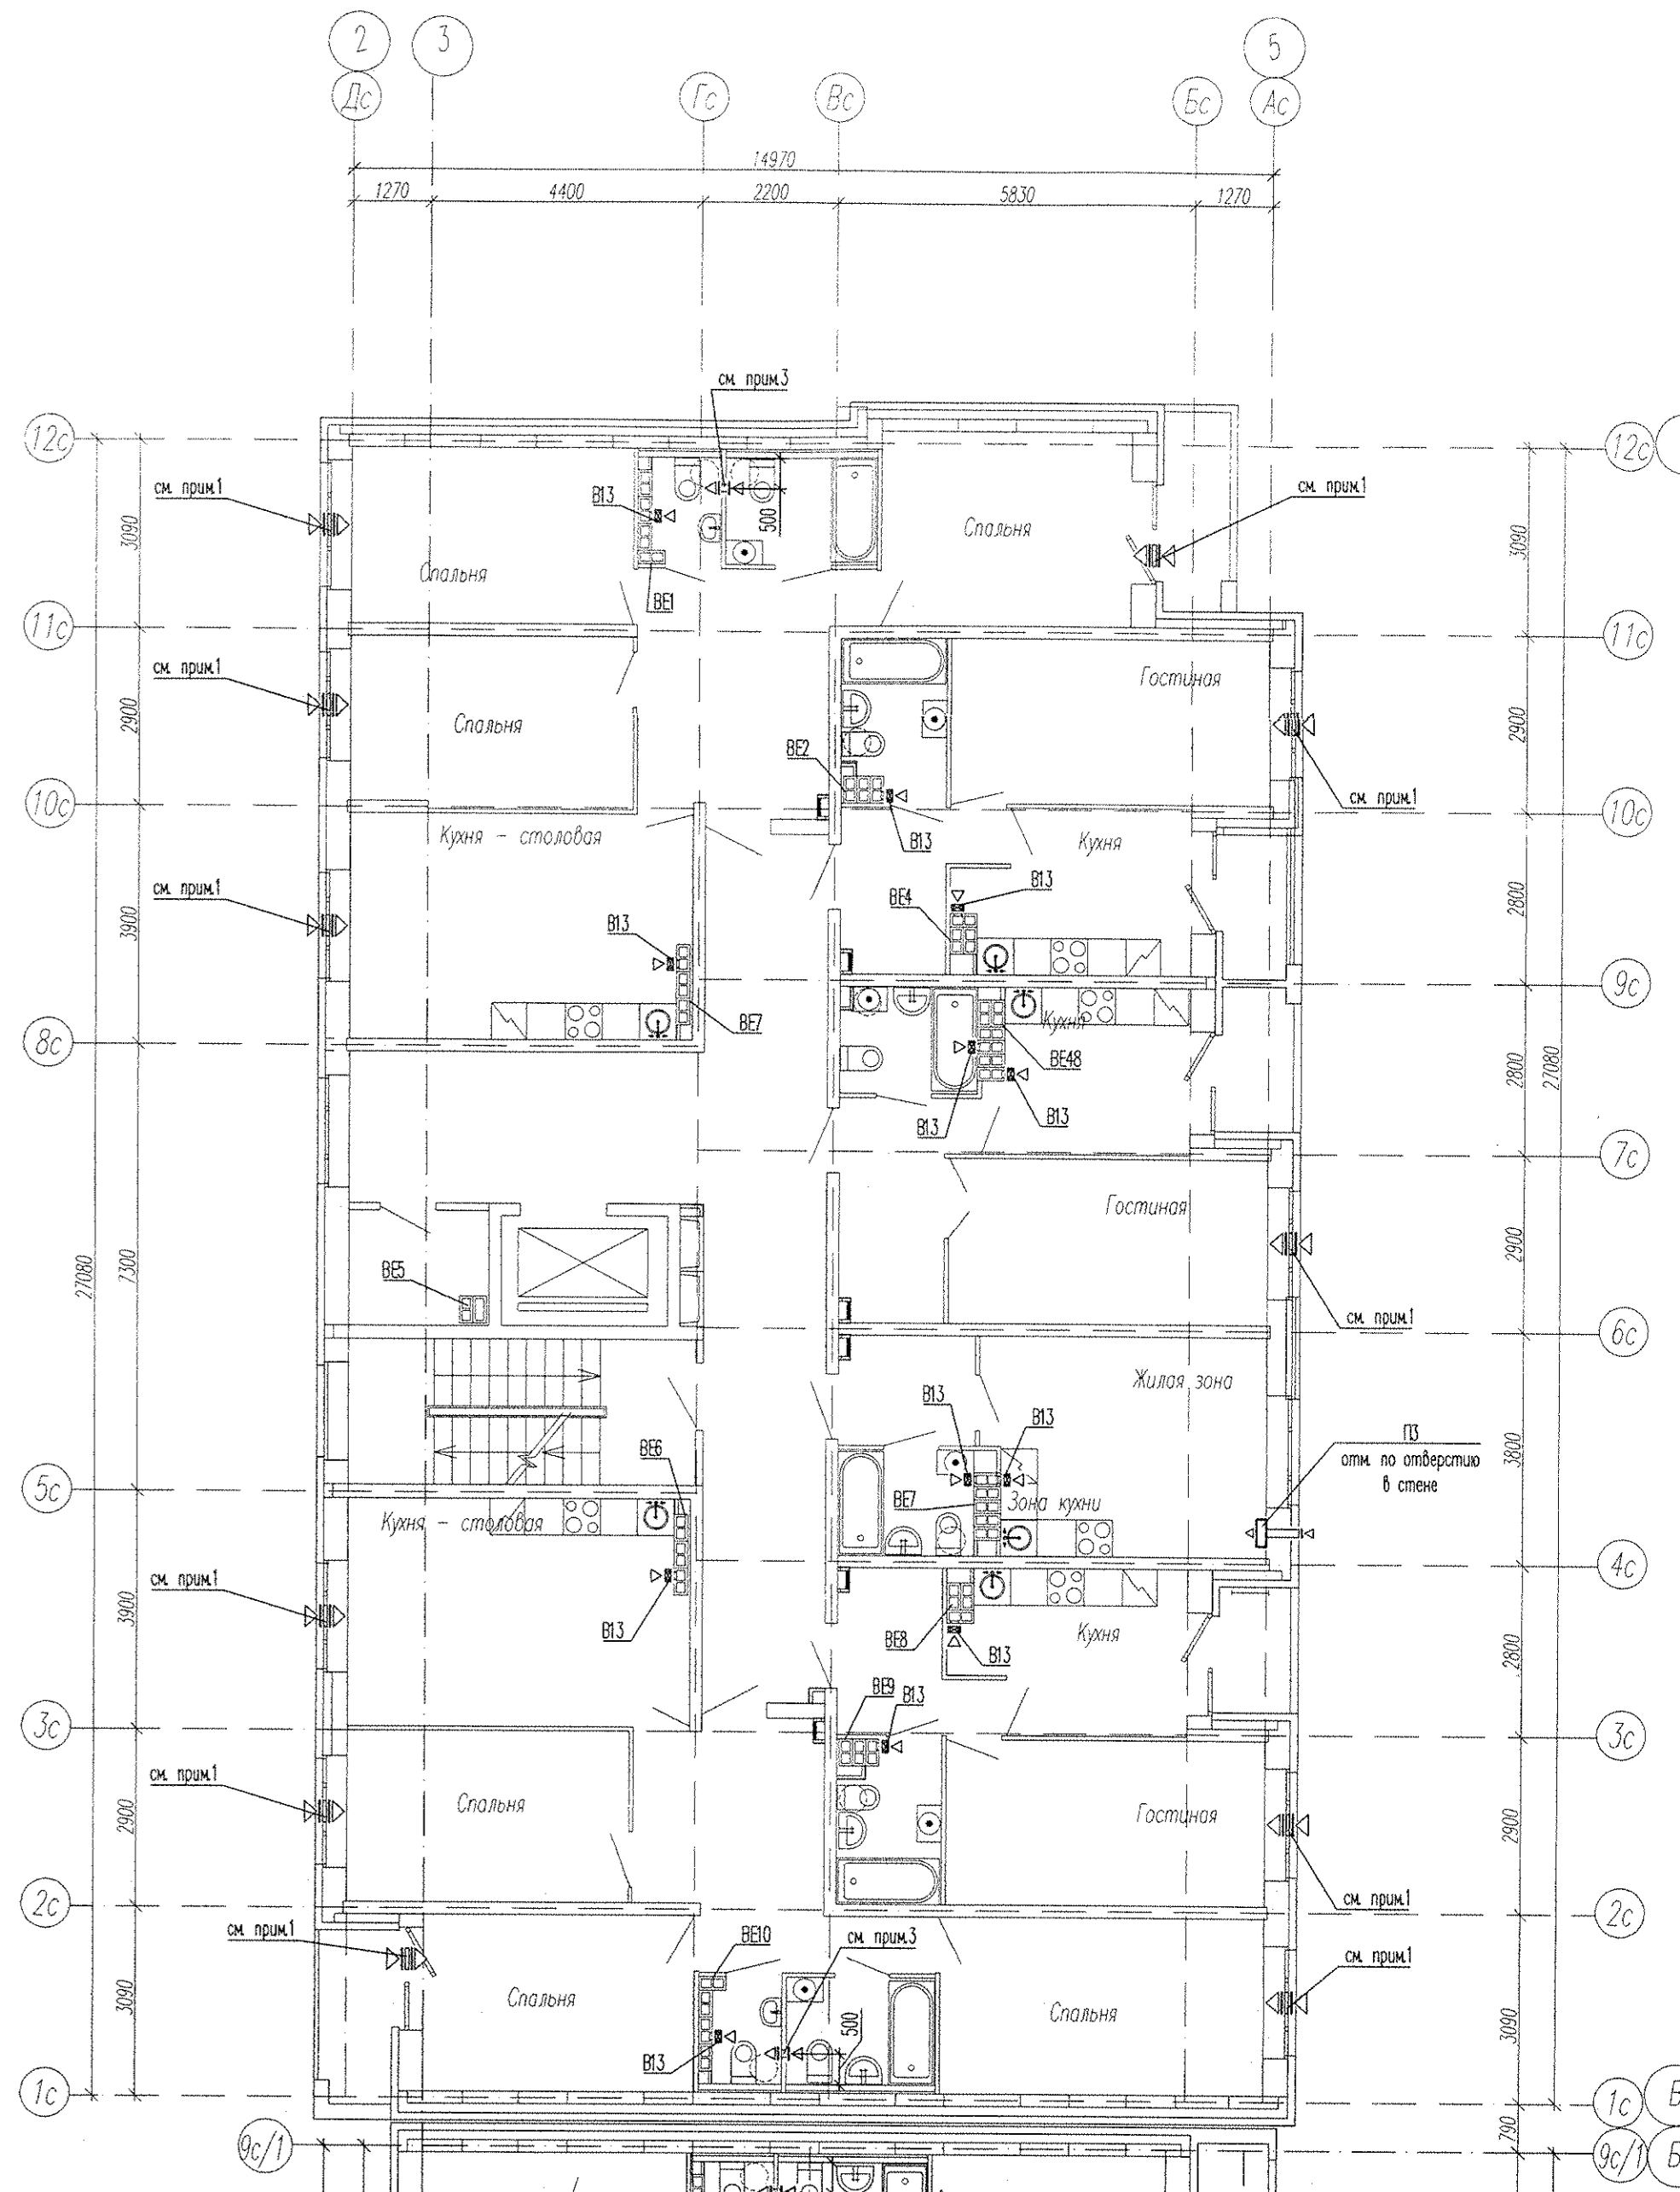 2
3
5
Дс
Гс
Вс
Бс
Ас
14970
1270
4400
2200
5830
1270
см. прим.3
12с
12с
см. прим.1
В13
500
Спальня
см. прим.1
3090
3090
Спальня
ВЕ1
11с
11с
см. прим.1
Гостиная
2900
Спальня
ВЕ2
2900
см. прим.1
10с
10с
Кухня - столовая
В13
Кухня
см. прим.1
В13
ВЕ4
3900
В13
2800
9с
ВЕ7
Кухня
8с
ВЕ48
2800
27080
В13
В13
7с
Гостиная
27080
7300
ВЕ5
2900
см. прим.1
6с
Жилая зона
В13
В13
П3
отм. по отверстию
в стене
ВЕ6
3800
5с
ВЕ7
Зона кухни
Кухня - столовая
4с
см. прим.1
3900
В13
ВЕ8
В13
Кухня
2800
ВЕ9
В13
3с
3с
см. прим.1
2900
Спальня
Гостиная
2900
см. прим.1
2с
2с
см. прим.1
ВЕ10
см. прим.3
см. прим.1
3090
Спальня
500
Спальня
3090
В13
1с
1с
Б
790
9с/1
9с/1
Б